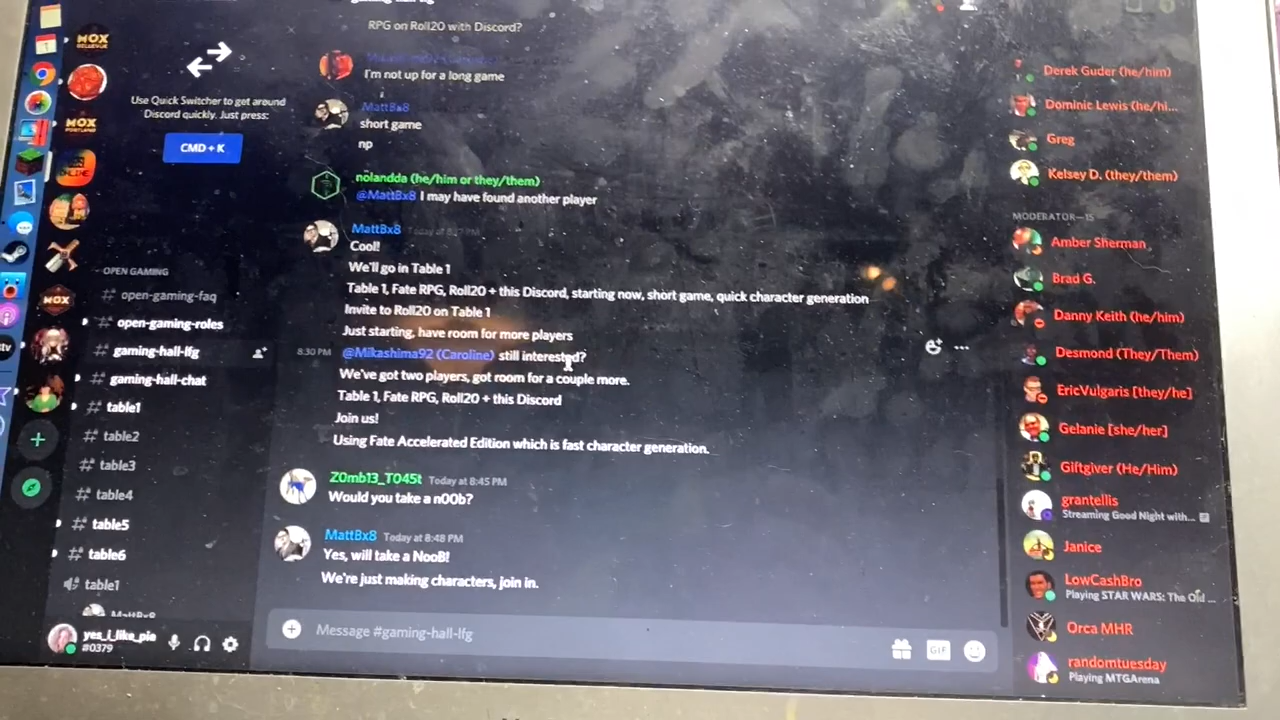 RPG on Roll20 with Discord?
I'm not up for a long game
MattBx8
short game
np
nolandda (he/him or they/them)
@MattBx8 I may have found another player
MattBx8 Today at
Cool!
We'll go in Table 1
Table 1, Fate RPG, Roll20 + this Discord, starting now, short game, quick character generation
Invite to Roll20 on Table 1
Just starting, have room for more players
8:30 PM @Mikashima92 (Caroline) still interested?
We've got two players, got room for a couple more.
Table 1, Fate RPG, Roll20 + this Discord
Join us!
Using Fate Accelerated Edition which is fast character generation.
Z0mb13_T045t Today at 8:45 PM
Would you take a n00b?
MattBx8 Today at 8:48 PM
Yes, will take a NooB!
We're just making characters, join in.
Message #gaming-hall-lfg
GIF
MOX
BELLEVUE
MOX
PORTLAND
ONLINE
MOX
tv
Use Quick Switcher to get around
Discord quickly. Just press:
CMD + K
OPEN GAMING
# open-gaming-faq
# open-gaming-roles
# gaming-hall-lfg
# gaming-hall-chat
# table1
# table2
# table3
# table4
# table5
# table6
table1
MattBx8
yes_i_like_pie
#0379
Derek Guder (he/him)
Dominic Lewis (he/hi...
Greg
Kelsey D. (they/them)
MODERATOR—15
Amber Sherman
Brad G.
Danny Keith (he/him)
Desmond (They/Them)
EricVulgaris [they/he]
Gelanie [she/her]
Giftgiver (He/Him)
grantellis
Streaming Good Night with...
Janice
LowCashBro
Playing STAR WARS: The Old ...
Orca MHR
randomtuesday
Playing MTGArena